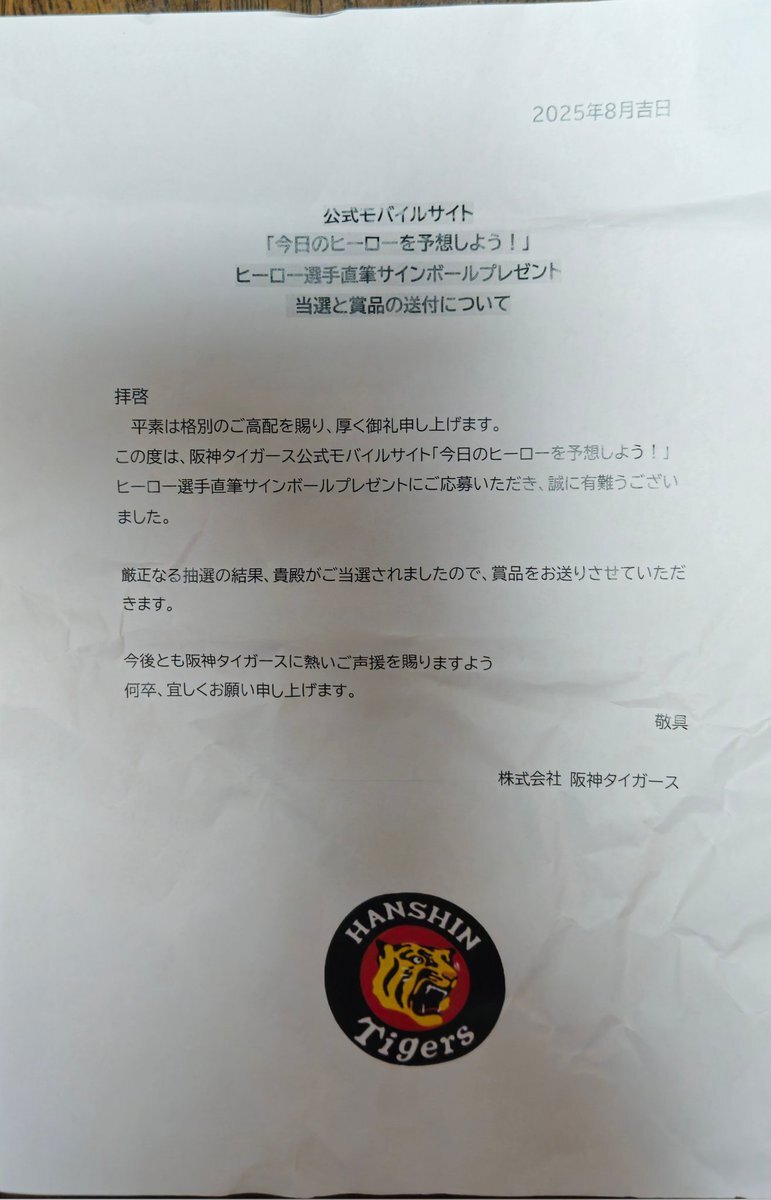 2025年8月吉日
公式モバイルサイト
「今日のヒーローを予想しよう！」
ヒーロー選手直筆サインボールプレゼント
当選と賞品の送付について
拝啓
平素は格別のご高配を賜り、厚く御礼申し上げます。
この度は、阪神タイガース公式モバイルサイト「今日のヒーローを予想しよう！」
ヒーロー選手直筆サインボールプレゼントにご応募いただき、誠に有難うござい
ました。
厳正なる抽選の結果、貴殿がご当選されましたので、賞品をお送りさせていただ
きます。
今後とも阪神タイガースに熱いご声援を賜りますよう
何卒、宜しくお願い申し上げます。
敬具
株式会社 阪神タイガース
HANSHIN
Tigers